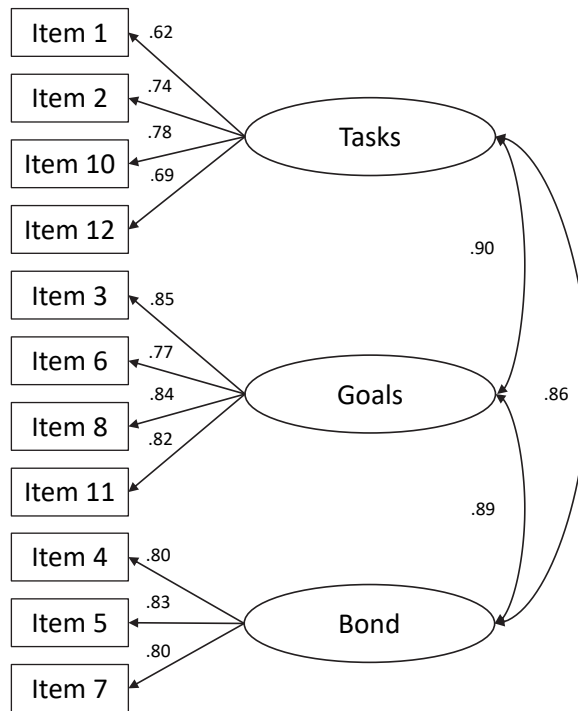 Item 1
.62
Item 2
.74
Item 10
.78
Item 12
.69
Tasks
.90
Item 3
.85
Item 6
.77
Item 8
.84
Item 11
.82
Goals
.86
.89
Item 4
.80
Item 5
.83
Item 7
.80
Bond